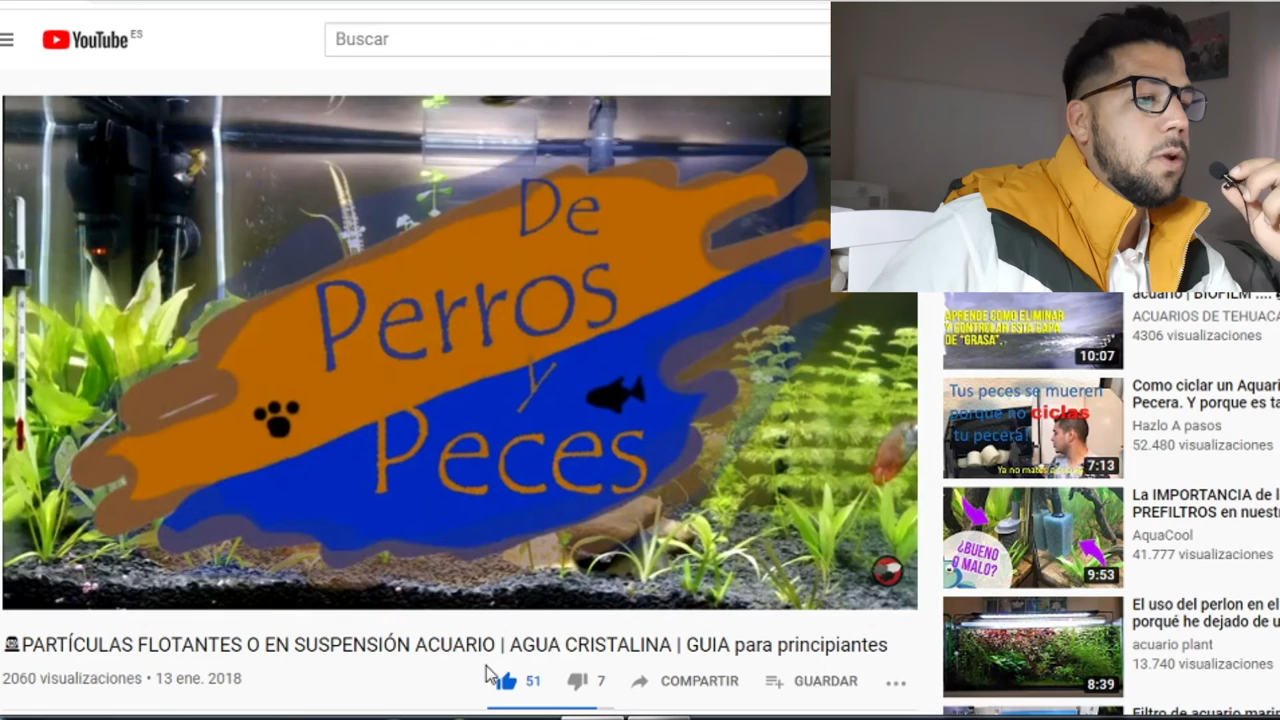 YouTube ES
Buscar
De
Perros
y
Peces
PARTÍCULAS FLOTANTES O EN SUSPENSIÓN ACUARIO | AGUA CRISTALINA | GUIA para principiantes
2060 visualizaciones • 13 ene. 2018
51
7
COMPARTIR
GUARDAR
APRENDE COMO ELIMINAR
Y CONTROLAR ESTA CAPA
DE "GRASA".
10:07
acuario | BIOFILM ....
ACUARIOS DE TEHUACA
4306 visualizaciones
Tus peces se mueren
porque no ciclas
tu pecera!
Ya no mates a
7:13
Como ciclar un Aquari
Pecera. Y porque es ta
Hazlo A pasos
52.480 visualizaciones
¿BUENO
O MALO?
9:53
La IMPORTANCIA de l
PREFILTROS en nuest
AquaCool
41.777 visualizaciones
8:39
El uso del perlon en el
porqué he dejado de u
acuario plant
13.740 visualizaciones
Filtro de acuario mari